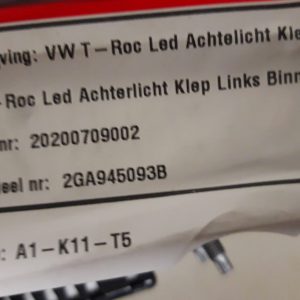 ving: VW T-Roc Led Achtelicht Kle
-Roc Led Achterlicht Klep Links Binn
nr: 20200709002
eel nr: 2GA945093B
: A1-K11-T5